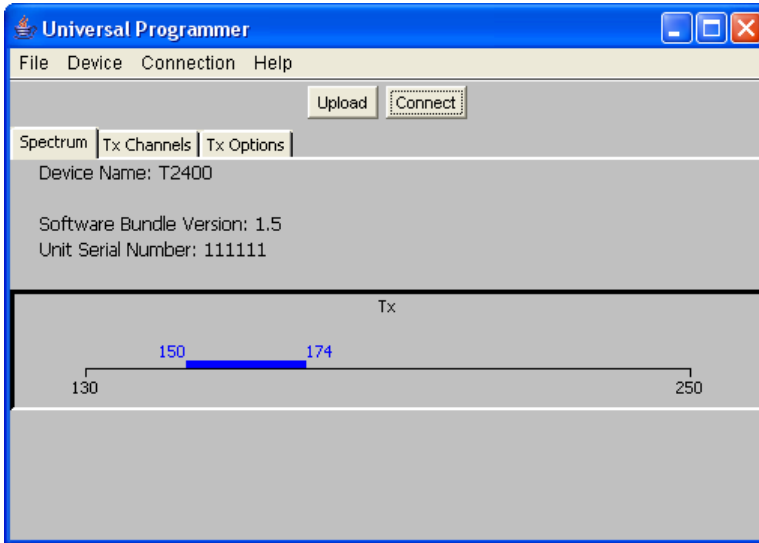 Universal Programmer
File Device Connection Help
Upload Connect
Spectrum Tx Channels Tx Options
Device Name: T2400
Software Bundle Version: 1.5
Unit Serial Number: 111111
Tx
150 174
130 250